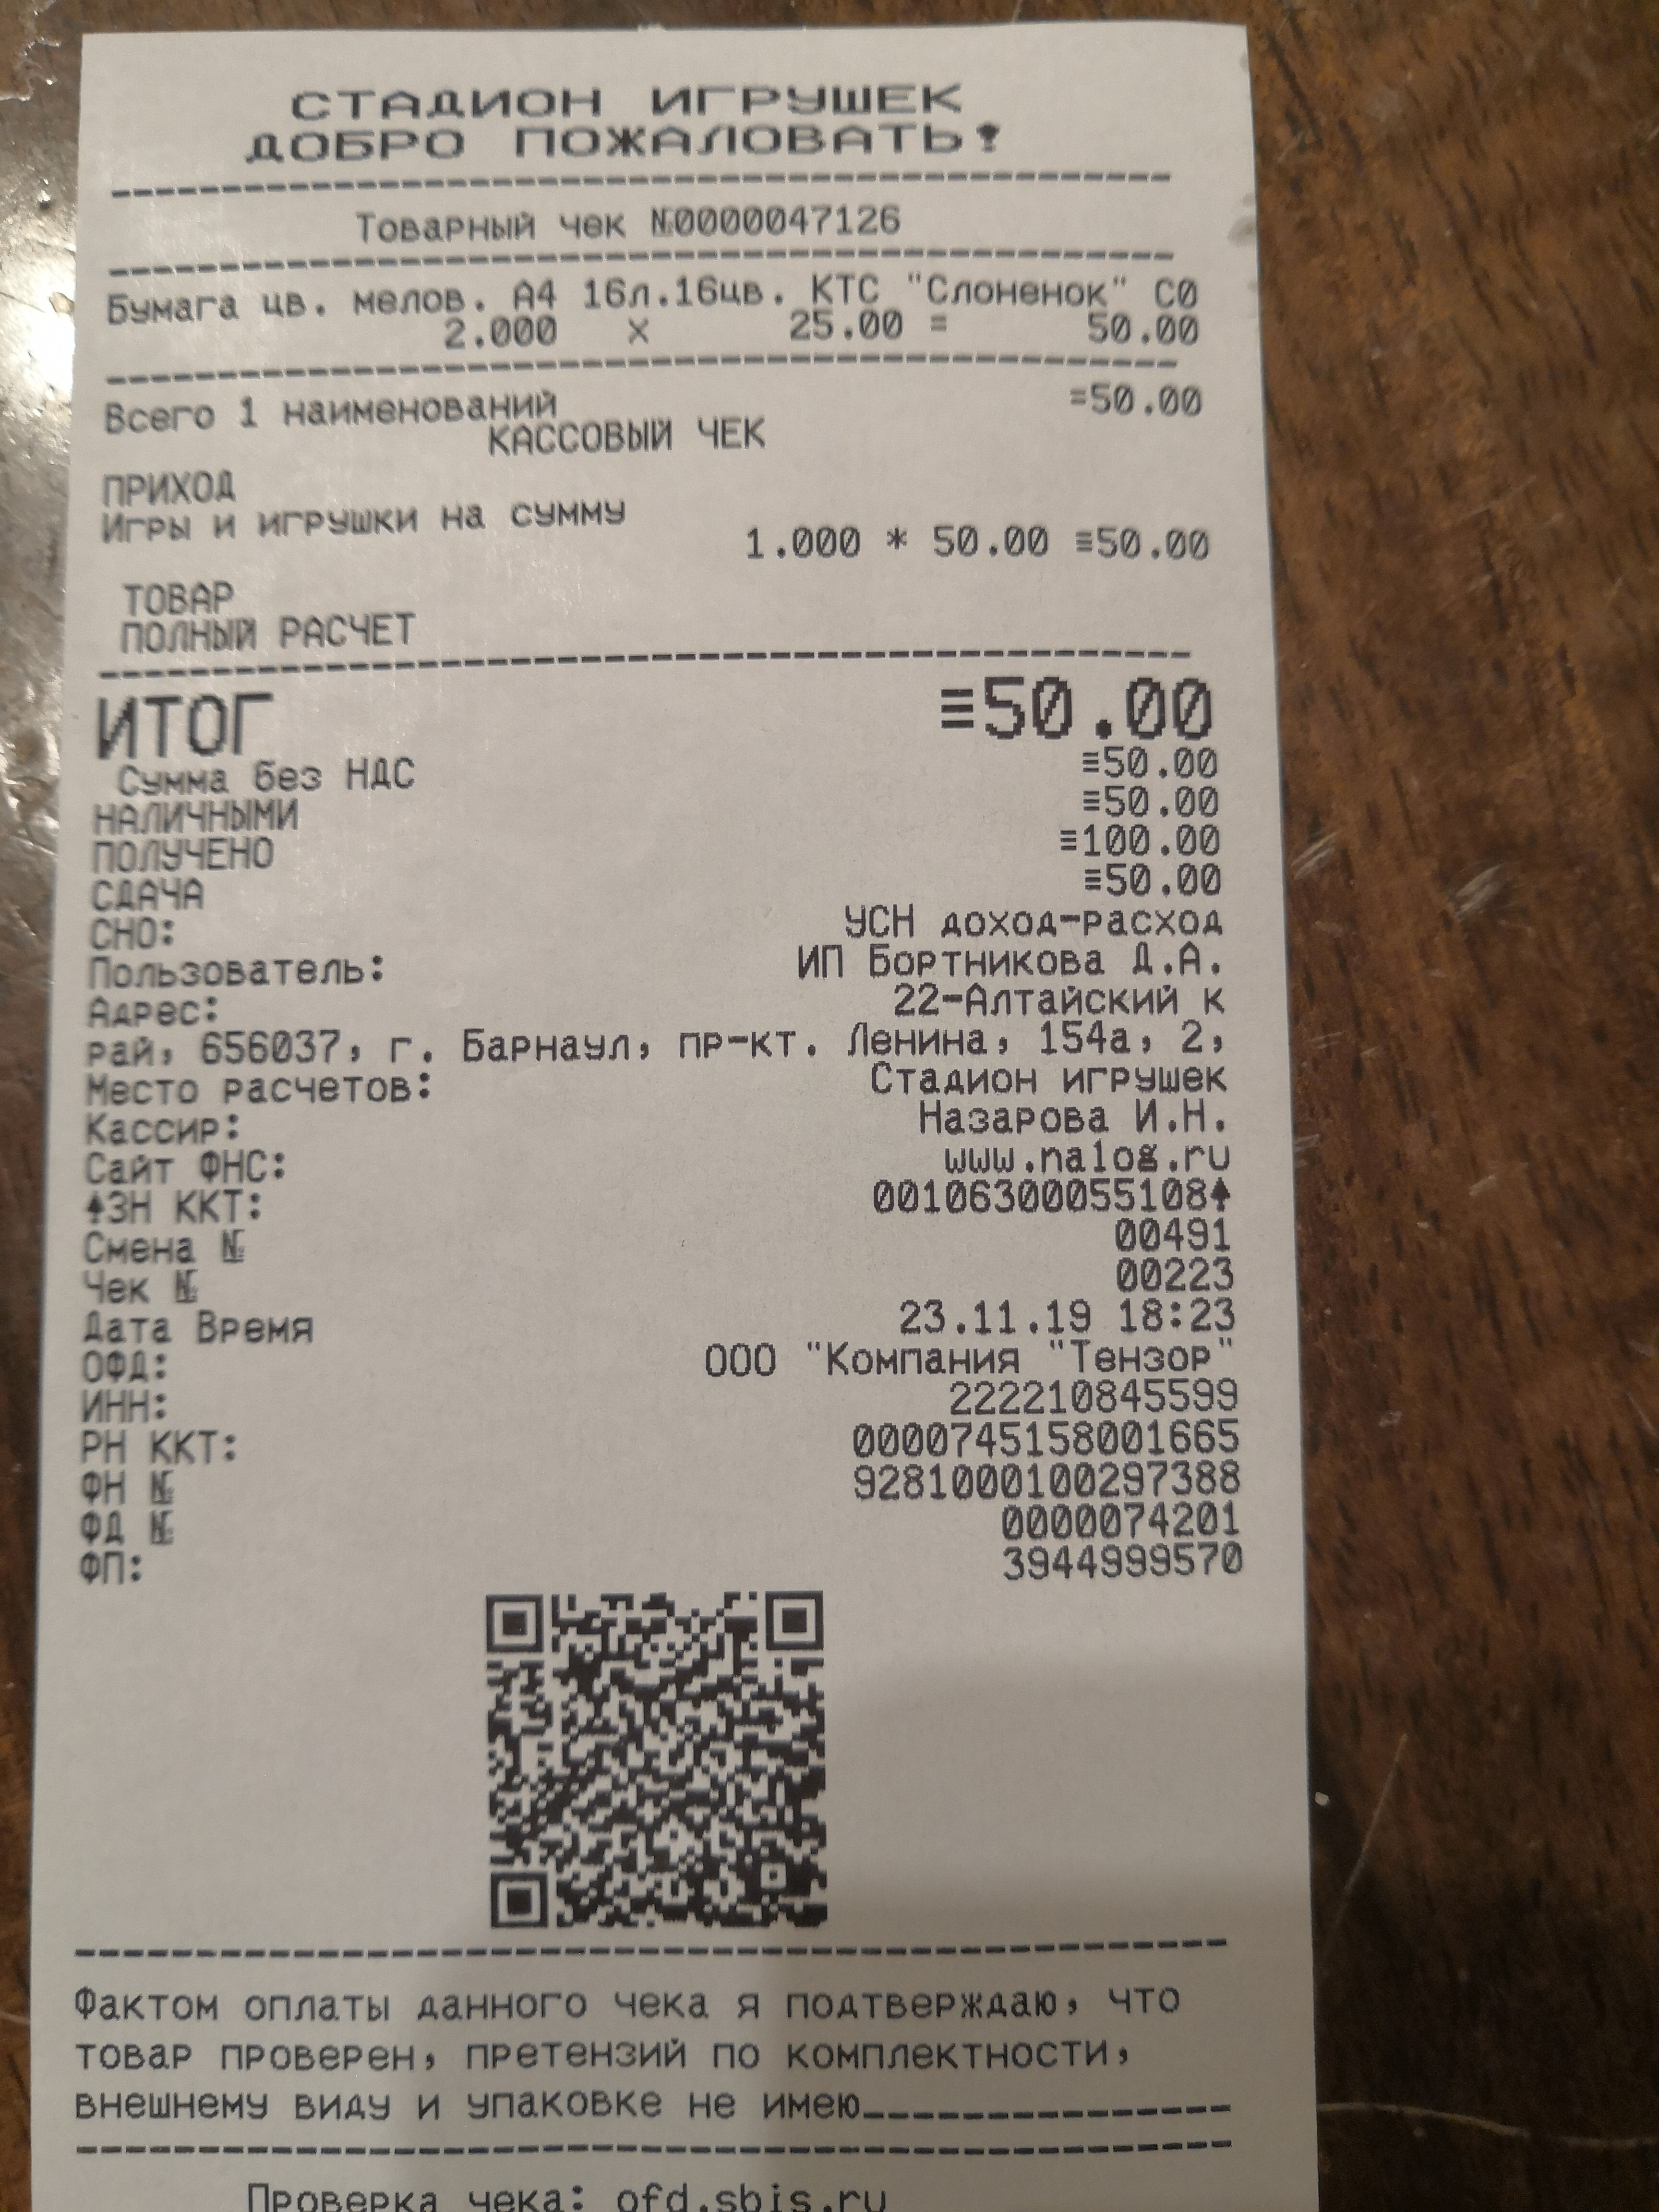 СТАДИОН ИГРУШЕК
ДОБРО ПОЖАЛОВАТЬ!
Товарный чек №0000047126
Бумага цв. мелов. А4 16л.16цв. КТС "Слоненок" С0
2.000 x 25.00 = 50.00
Всего 1 наименований =50.00
КАССОВЫЙ ЧЕК
ПРИХОД
Игры и игрушки на сумму
1.000 * 50.00 ≡50.00
ТОВАР
ПОЛНЫЙ РАСЧЕТ
ИТОГ ≡50.00
Сумма без НДС ≡50.00
НАЛИЧНЫМИ ≡50.00
ПОЛУЧЕНО ≡100.00
СДАЧА ≡50.00
СНО: УСН доход-расход
Пользователь: ИП Бортникова Д.А.
Адрес: 22-Алтайский к
рай, 656037, г. Барнаул, пр-кт. Ленина, 154а, 2,
Место расчетов: Стадион игрушек
Кассир: Назарова И.Н.
Сайт ФНС: www.nalog.ru
♠ЗН ККТ: 00106300055108♠
Смена № 00491
Чек № 00223
Дата Время 23.11.19 18:23
ОФД: ООО "Компания "Тензор"
ИНН: 222210845599
РН ККТ: 0000745158001665
ФН № 9281000100297388
ФД № 0000074201
ФП: 3944999570
Фактом оплаты данного чека я подтверждаю, что
товар проверен, претензий по комплектности,
внешнему виду и упаковке не имею_______________
Проверка чека: ofd.sbis.ru